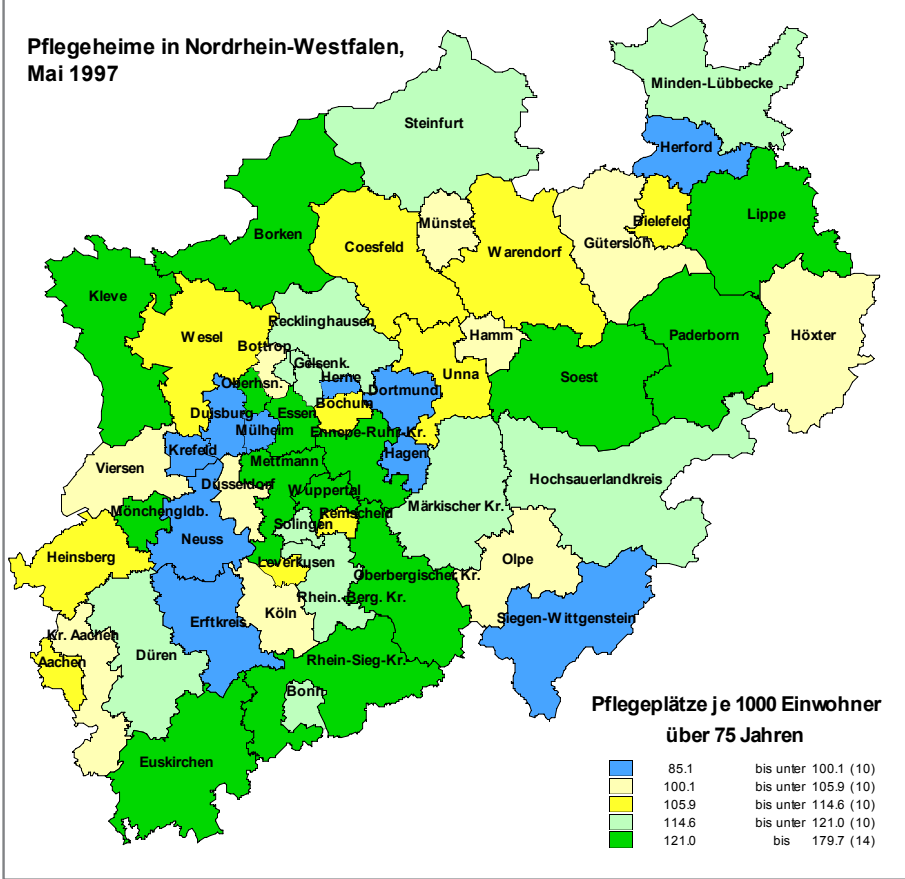 Pflegeheime in Nordrhein-Westfalen,
Mai 1997
Minden-Lübbecke
Steinfurt
Herford
Lippe
Münster
Bielefeld
Borken
Coesfeld
Warendorf
Gütersloh
Kleve
Recklinghausen
Wesel
Bottrop
Hamm
Paderborn
Höxter
Gelsenk.
Herne
Dortmund
Unna
Soest
Oberhsn.
Duisburg
Essen
Bochum
Mülheim
Ennepe-Ruhr-Kr.
Krefeld
Hagen
Viersen
Mettmann
Düsseldorf
Wuppertal
Hochsauerlandkreis
Mönchengldb.
Remscheid
Märkischer Kr.
Solingen
Neuss
Heinsberg
Leverkusen
Olpe
Oberbergischer Kr.
Rhein.-Berg. Kr.
Erftkreis
Köln
Siegen-Wittgenstein
Kr. Aachen
Düren
Aachen
Rhein-Sieg-Kr.
Bonn
Euskirchen
Pflegeplätze je 1000 Einwohner
über 75 Jahren
85.1 bis unter 100.1 (10)
100.1 bis unter 105.9 (10)
105.9 bis unter 114.6 (10)
114.6 bis unter 121.0 (10)
121.0 bis 179.7 (14)